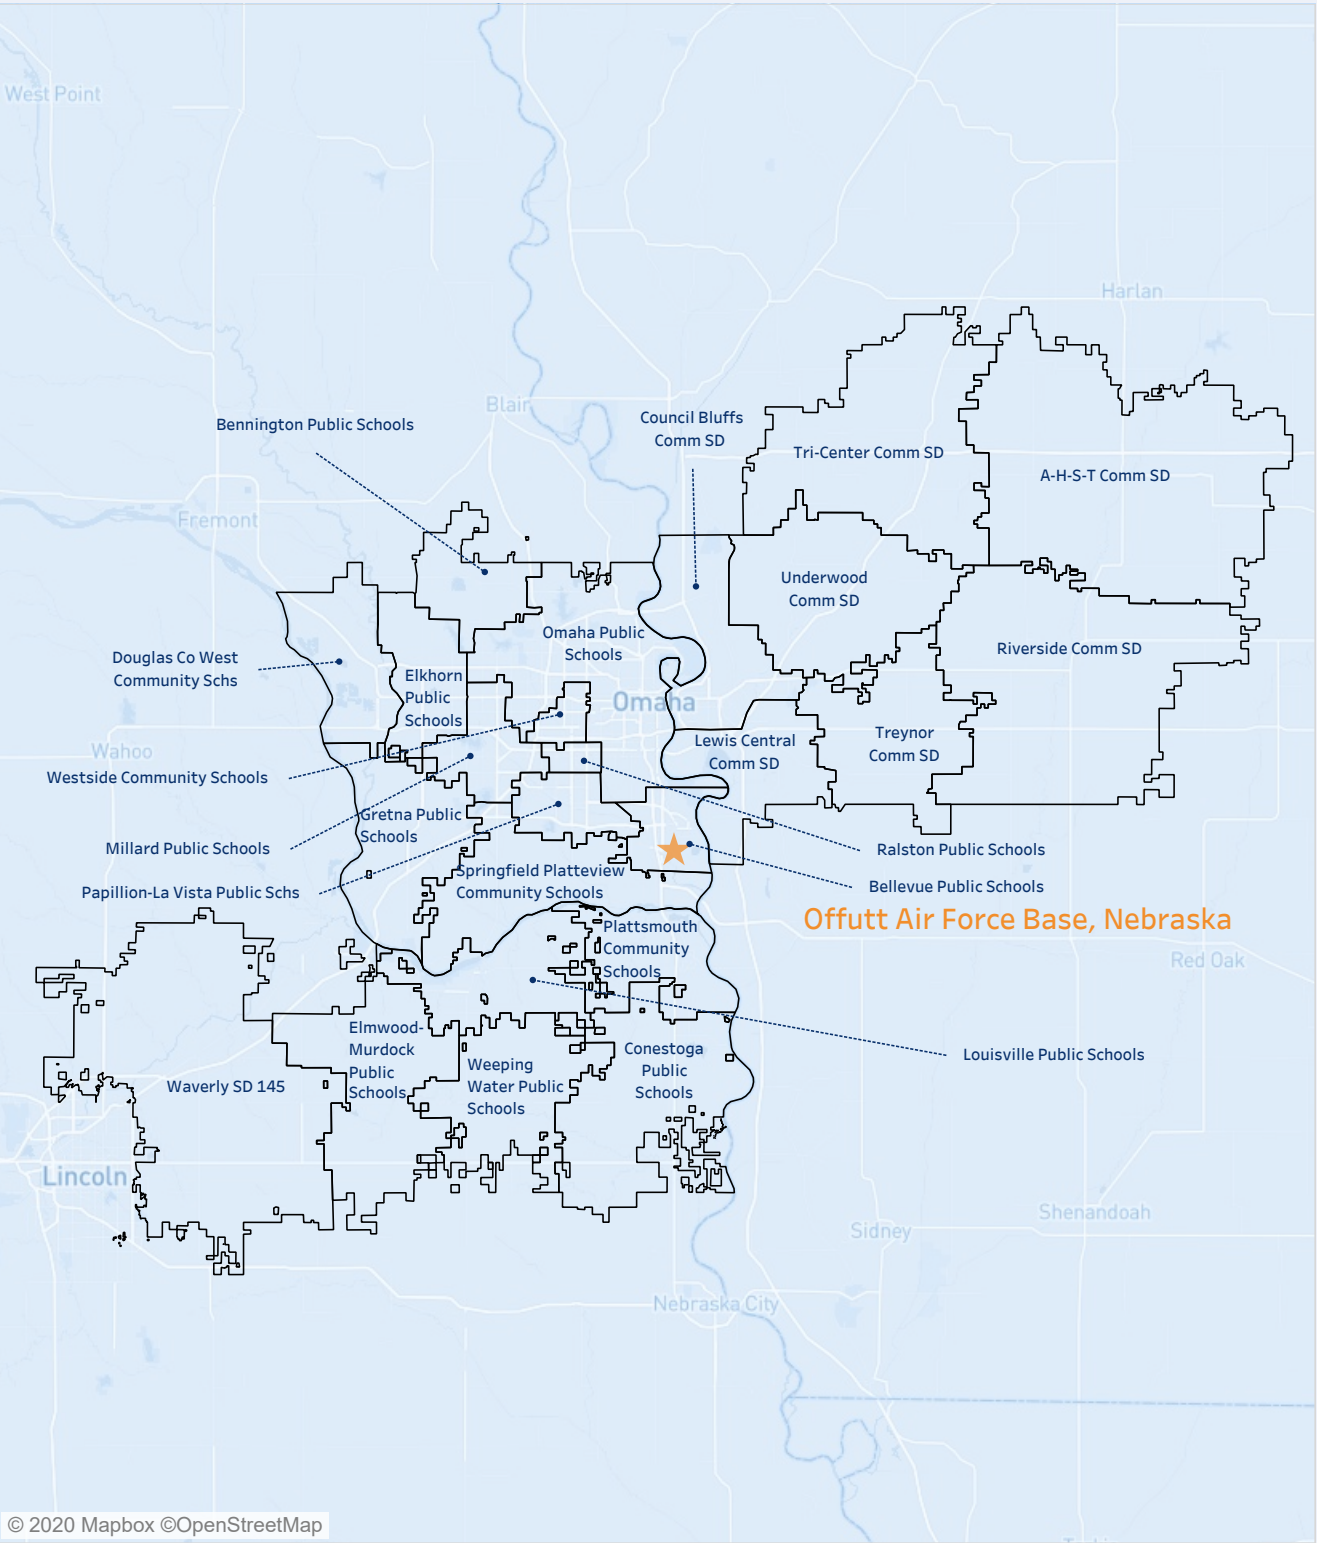 West Point
Harlan
Blair
Bennington Public Schools
Council Bluffs
Comm SD
Tri-Center Comm SD
A-H-S-T Comm SD
Fremont
Underwood
Comm SD
Omaha Public
Schools
Riverside Comm SD
Douglas Co West
Community Schs
Elkhorn
Public
Schools
Omaha
Lewis Central
Comm SD
Treynor
Comm SD
Wahoo
Westside Community Schools
Gretna Public
Schools
Millard Public Schools
Ralston Public Schools
Springfield Platteview
Community Schools
Papillion-La Vista Public Schs
Bellevue Public Schools
Offutt Air Force Base, Nebraska
Plattsmouth
Community
Schools
Red Oak
Elmwood-
Murdock
Public
Schools
Weeping
Water Public
Schools
Conestoga
Public
Schools
Louisville Public Schools
Waverly SD 145
Lincoln
Shenandoah
Sidney
Nebraska City
© 2020 Mapbox ©OpenStreetMap